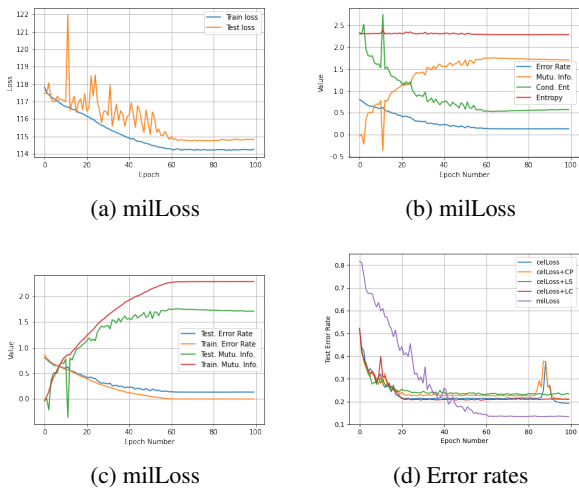 Train loss
Test loss
122
121
120
119
118
117
116
115
114
0
20
40
60
80
100
Loss
Epoch
(a) milLoss
Error Rate
Mutu. Info.
Cond. Ent
Entropy
2.5
2.0
1.5
1.0
0.5
0.0
−0.5
0
20
40
60
80
100
Value
Epoch Number
(b) milLoss
Test. Error Rate
Train. Error Rate
Test. Mutu. Info.
Train. Mutu. Info.
2.0
1.5
1.0
0.5
0.0
0
20
40
60
80
100
Value
Epoch Number
(c) milLoss
celLoss
celLoss+CP
celLoss+LS
celLoss+LC
milLoss
0.8
0.7
0.6
0.5
0.4
0.3
0.2
0.1
0
20
40
60
80
100
Test Error Rate
Epoch Number
(d) Error rates